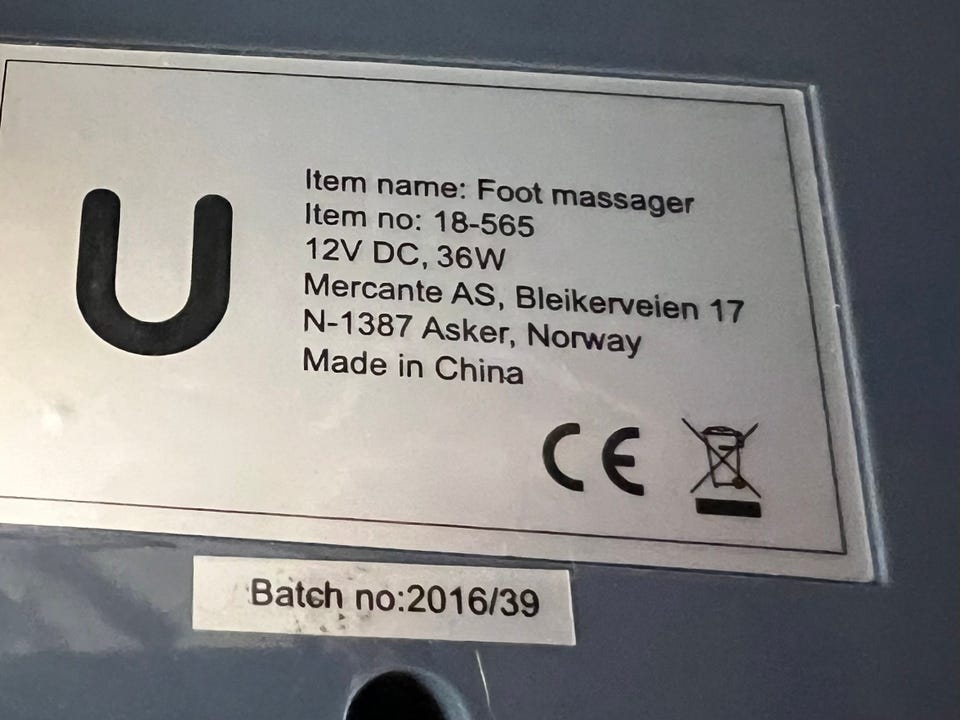 U
Item name: Foot massager
Item no: 18-565
12V DC, 36W
Mercante AS, Bleikerveien 17
N-1387 Asker, Norway
Made in China
CE
Batch no:2016/39